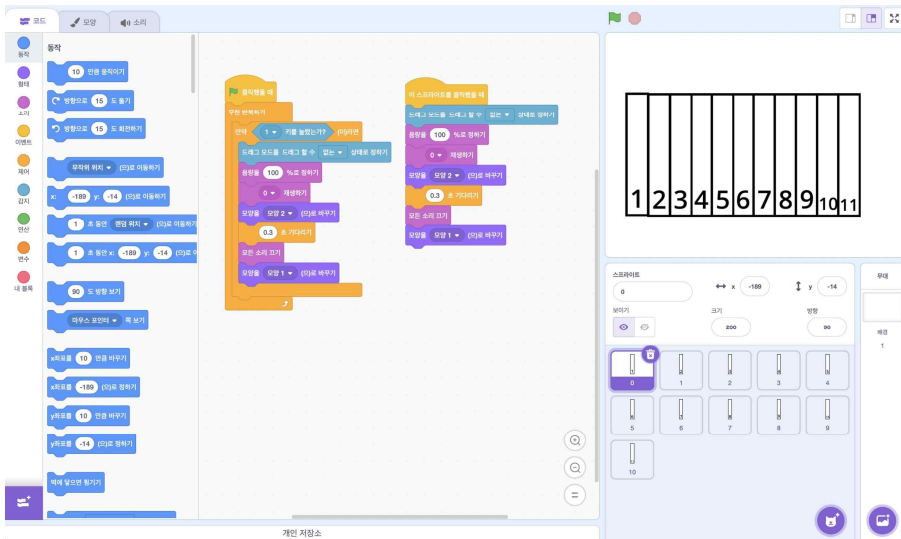 코드
모양
소리
동작
형태
소리
이벤트
제어
감지
연산
변수
내 블록
동작
10 만큼 움직이기
방향으로 15 도 돌기
방향으로 15 도 회전하기
무작위 위치 (으)로 이동하기
x: -189 y: -14 (으)로 이동하기
1 초 동안 랜덤 위치 (으)로 이동하기
1 초 동안 x: -189 y: -14 (으)로 이
90 도 방향 보기
마우스 포인터 쪽 보기
x좌표를 10 만큼 바꾸기
x좌표를 -189 (으)로 정하기
y좌표를 10 만큼 바꾸기
y좌표를 -14 (으)로 정하기
벽에 닿으면 튕기기
클릭했을 때
무한 반복하기
만약 1 키를 눌렀는가? (이)라면
드래그 모드를 드래그 할 수 없는 상태로 정하기
음량을 100 %로 정하기
0 재생하기
모양을 모양 2 (으)로 바꾸기
0.3 초 기다리기
모든 소리 끄기
모양을 모양 1 (으)로 바꾸기
이 스프라이트를 클릭했을 때
드래그 모드를 드래그 할 수 없는 상태로 정하기
음량을 100 %로 정하기
0 재생하기
모양을 모양 2 (으)로 바꾸기
0.3 초 기다리기
모든 소리 끄기
모양을 모양 1 (으)로 바꾸기
개인 저장소
1 2 3 4 5 6 7 8 9 10 11
스프라이트
0
x -189
y -14
보이기
크기
200
방향
90
0
1
2
3
4
5
6
7
8
9
10
무대
배경
1